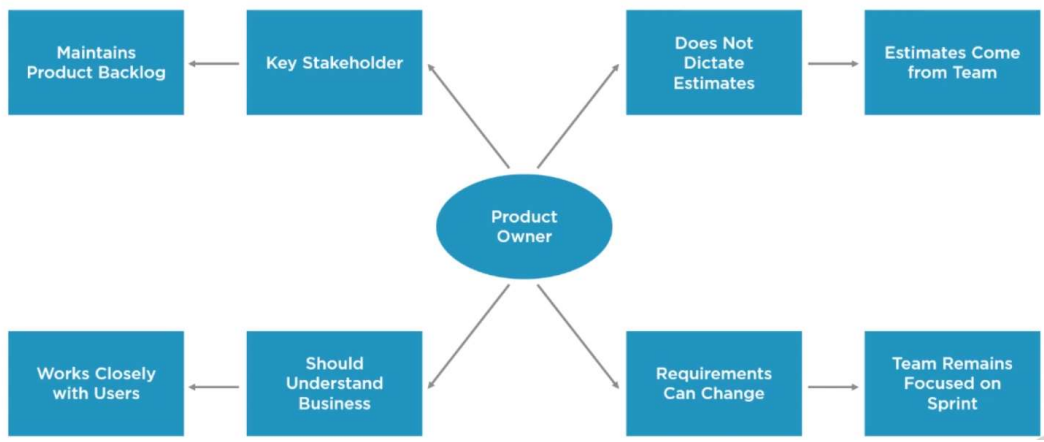 Maintains
Product Backlog
Key Stakeholder
Does Not
Dictate
Estimates
Estimates Come
from Team
Product
Owner
Works Closely
with Users
Should
Understand
Business
Requirements
Can Change
Team Remains
Focused on
Sprint